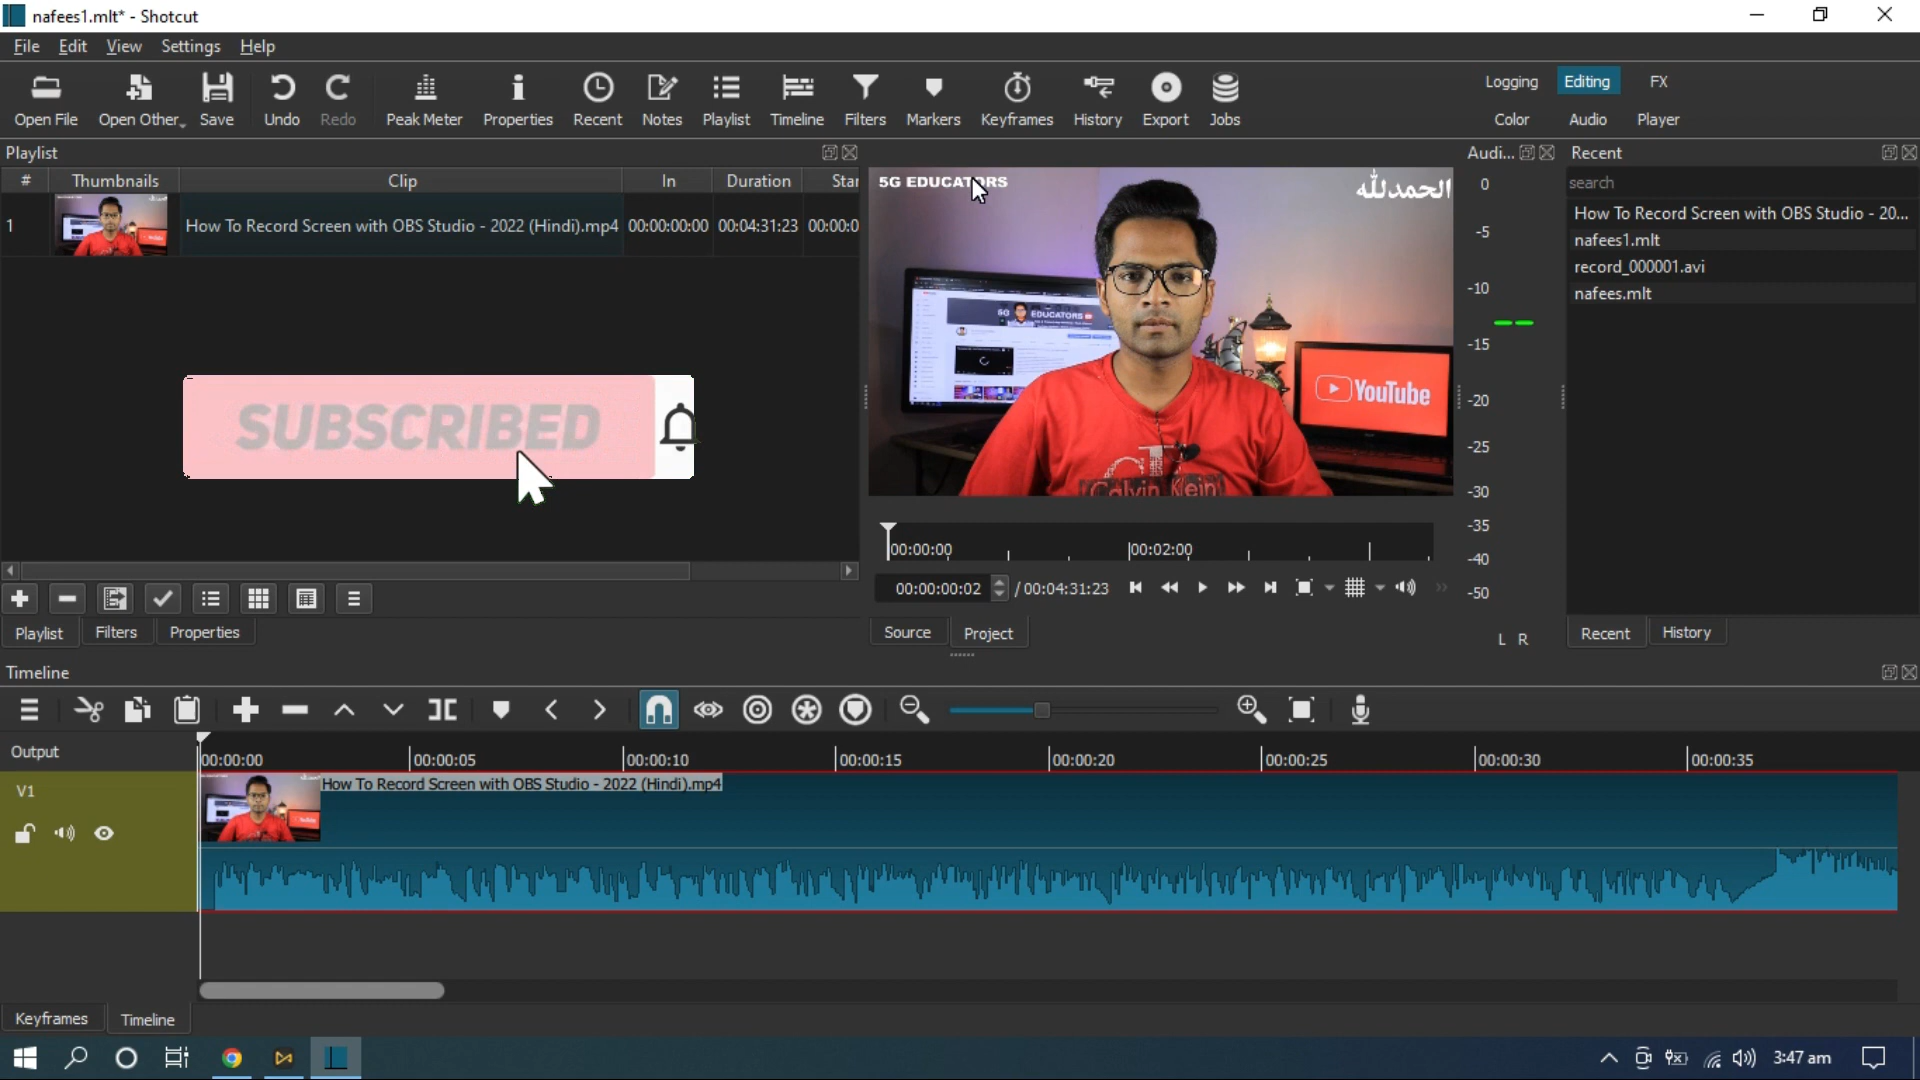 nafees1.mlt* - Shotcut
File Edit View Settings Help
Open File Open Other Save Undo Redo Peak Meter Properties Recent Notes Playlist Timeline Filters Markers Keyframes History Export Jobs
Logging Editing FX
Color Audio Player
Playlist
# Thumbnails Clip In Duration Star
1 How To Record Screen with OBS Studio - 2022 (Hindi).mp4 00:00:00:00 00:04:31:23 00:00:0
SUBSCRIBED
5G EDUCATORS
الحمدلله
5G EDUCATORS
YouTube
Calvin Klein
00:00:00 00:02:00
00:00:00:02 / 00:04:31:23
Source Project
Audi...
0
-5
-10
-15
-20
-25
-30
-35
-40
-50
L R
Recent
search
How To Record Screen with OBS Studio - 20...
nafees1.mlt
record_000001.avi
nafees.mlt
Recent History
Playlist Filters Properties
Timeline
Output
00:00:00 00:00:05 00:00:10 00:00:15 00:00:20 00:00:25 00:00:30 00:00:35
V1
How To Record Screen with OBS Studio - 2022 (Hindi).mp4
Keyframes Timeline
3:47 am